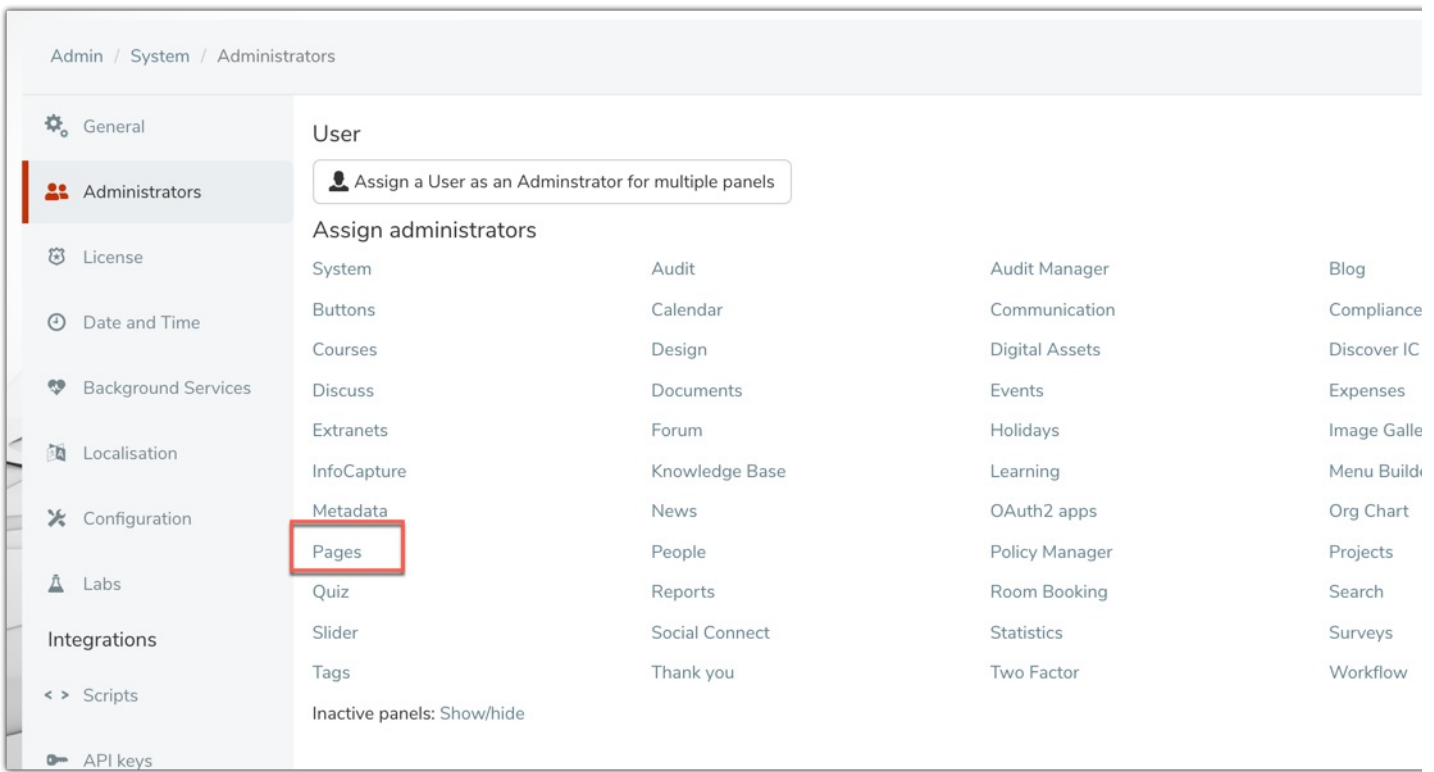 Admin / System / Administrators
General
Administrators
License
Date and Time
Background Services
Localisation
Configuration
Labs
Integrations
< > Scripts
API keys
User
Assign a User as an Adminstrator for multiple panels
Assign administrators
System Audit Audit Manager Blog
Buttons Calendar Communication Compliance
Courses Design Digital Assets Discover IC
Discuss Documents Events Expenses
Extranets Forum Holidays Image Galle
InfoCapture Knowledge Base Learning Menu Build
Metadata News OAuth2 apps Org Chart
Pages People Policy Manager Projects
Quiz Reports Room Booking Search
Slider Social Connect Statistics Surveys
Tags Thank you Two Factor Workflow
Inactive panels: Show/hide